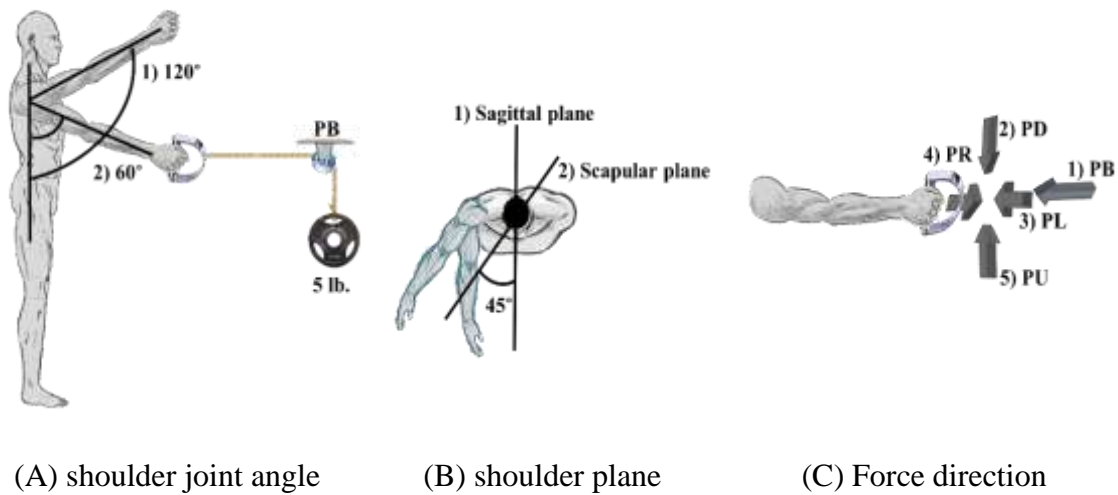 1) 120°
PB
2) 60°
5 lb.
1) Sagittal plane
2) Scapular plane
45°
2) PD
4) PR
1) PB
3) PL
5) PU
(A) shoulder joint angle
(B) shoulder plane
(C) Force direction